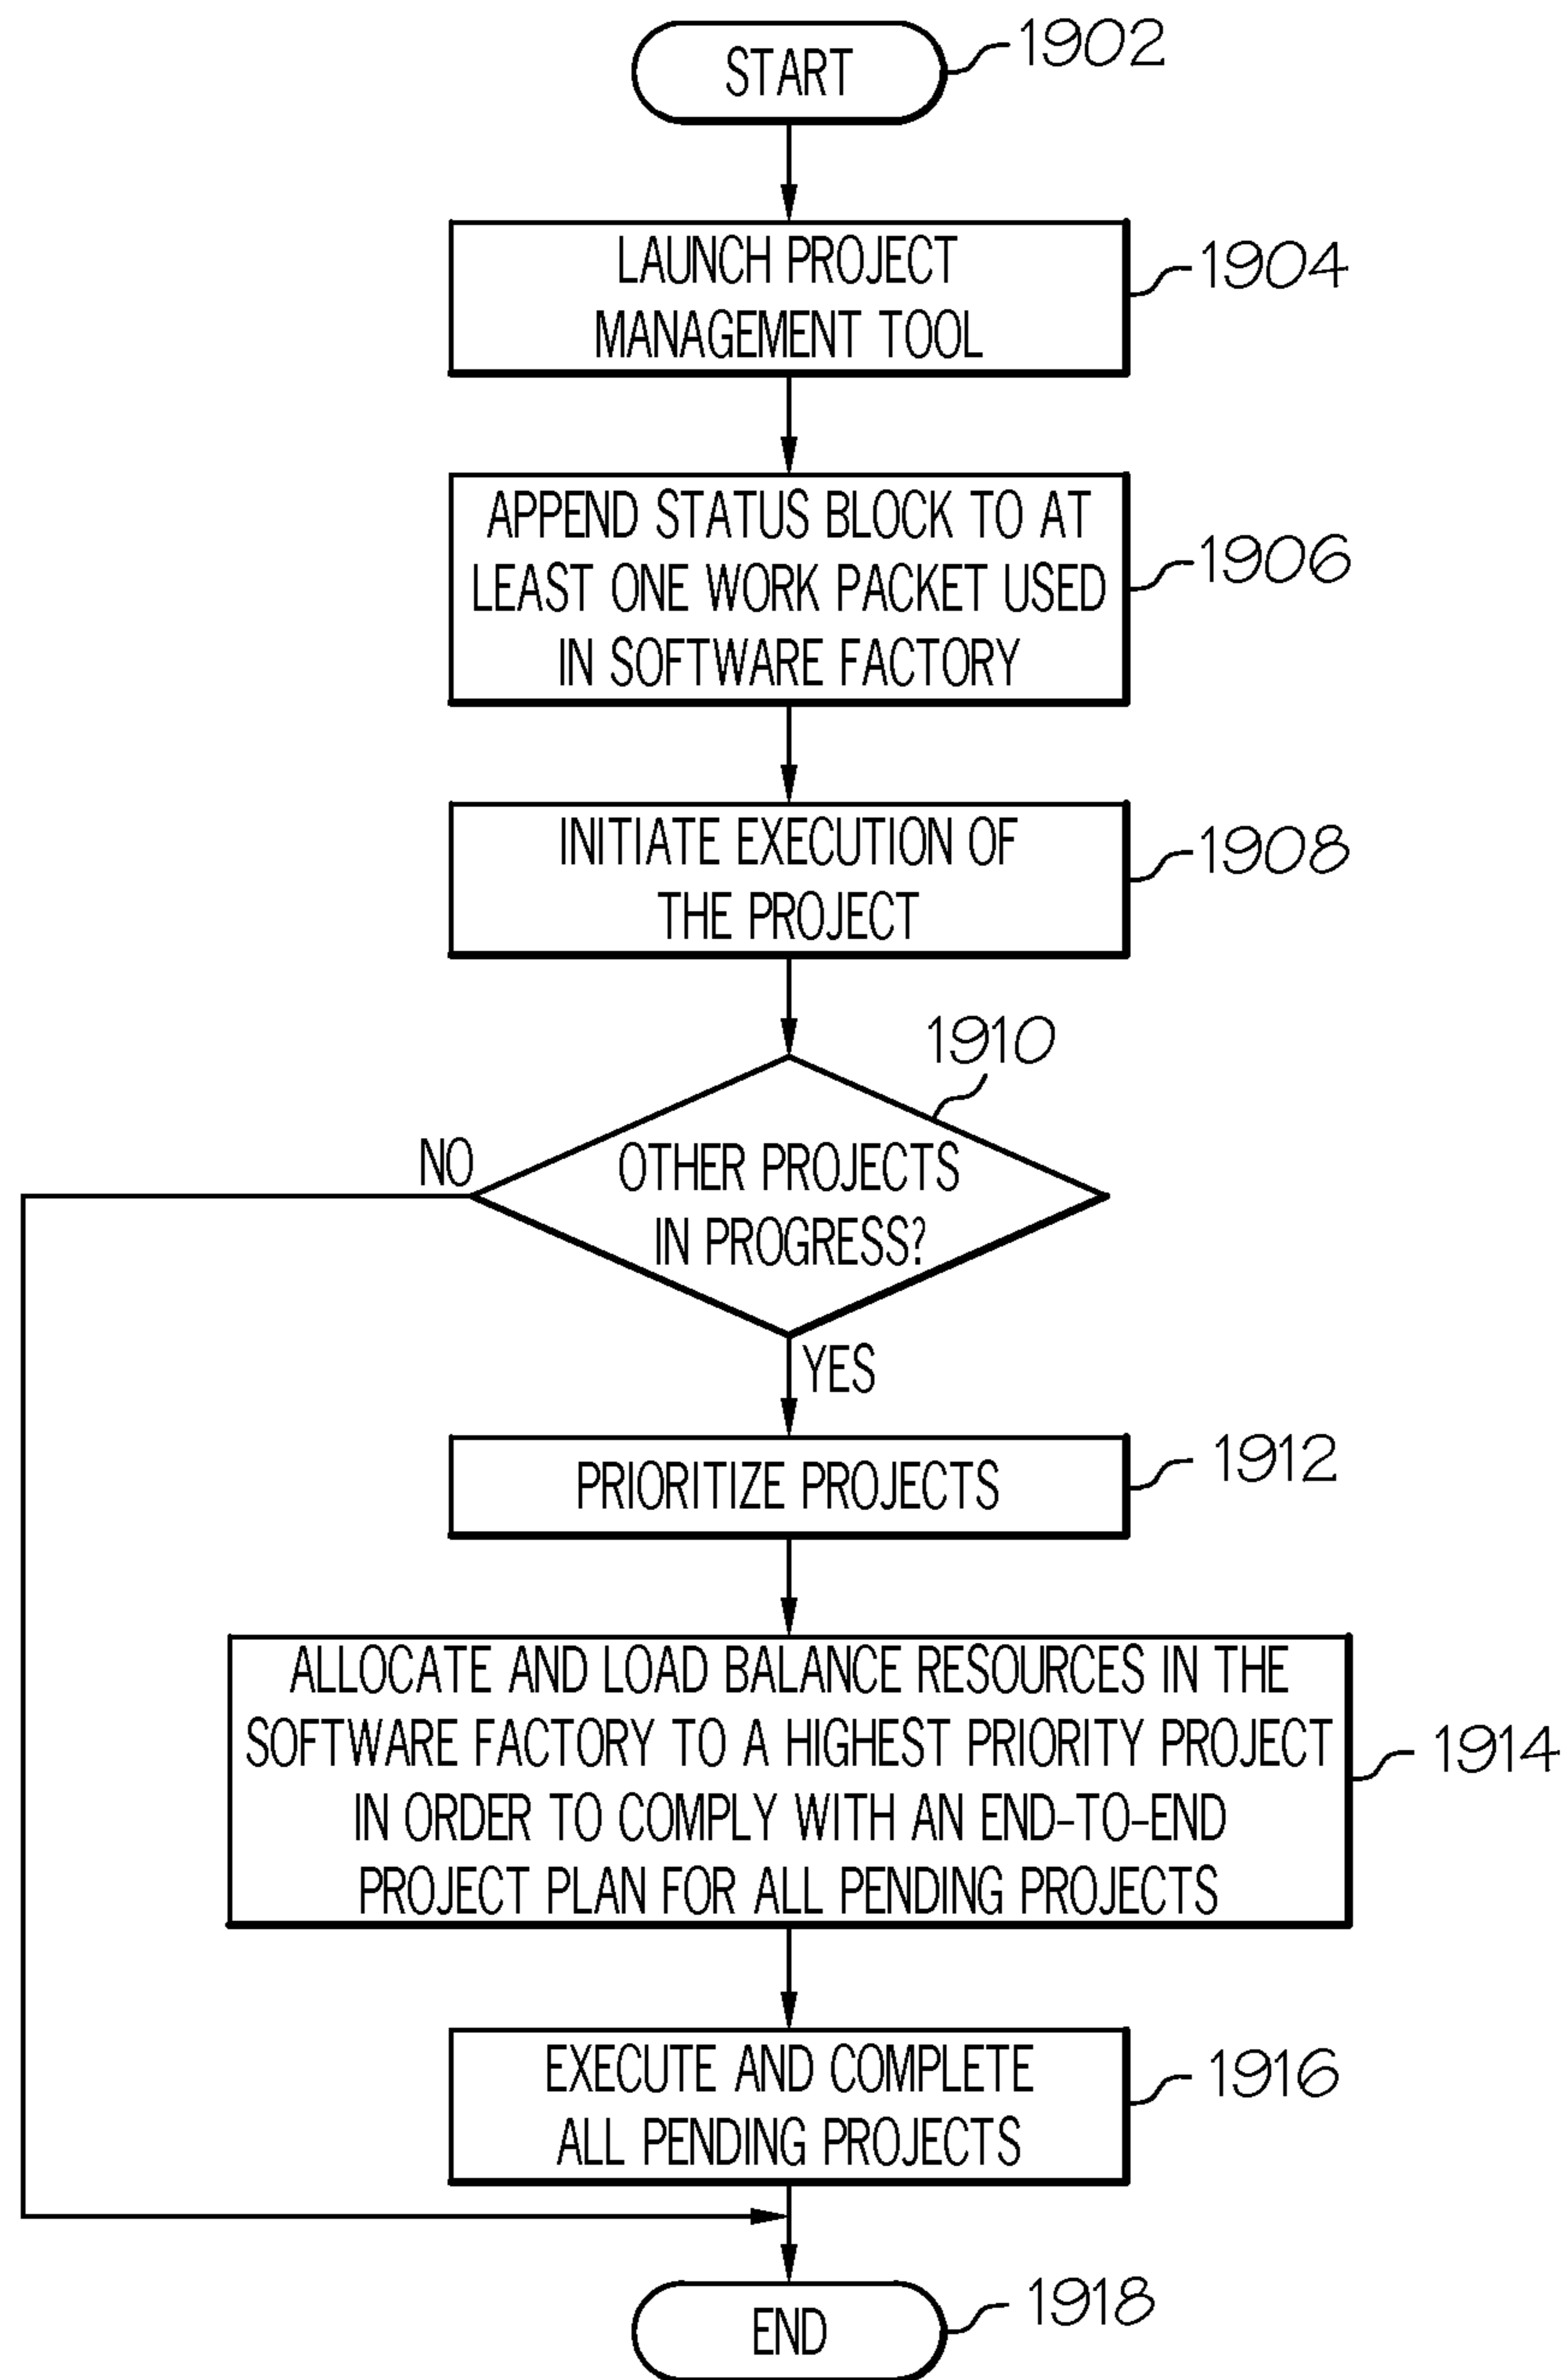 START
1902
LAUNCH PROJECT
MANAGEMENT TOOL
1904
APPEND STATUS BLOCK TO AT
LEAST ONE WORK PACKET USED
IN SOFTWARE FACTORY
1906
INITIATE EXECUTION OF
THE PROJECT
1908
1910
NO
OTHER PROJECTS
IN PROGRESS?
YES
PRIORITIZE PROJECTS
1912
ALLOCATE AND LOAD BALANCE RESOURCES IN THE
SOFTWARE FACTORY TO A HIGHEST PRIORITY PROJECT
IN ORDER TO COMPLY WITH AN END-TO-END
PROJECT PLAN FOR ALL PENDING PROJECTS
1914
EXECUTE AND COMPLETE
ALL PENDING PROJECTS
1916
END
1918